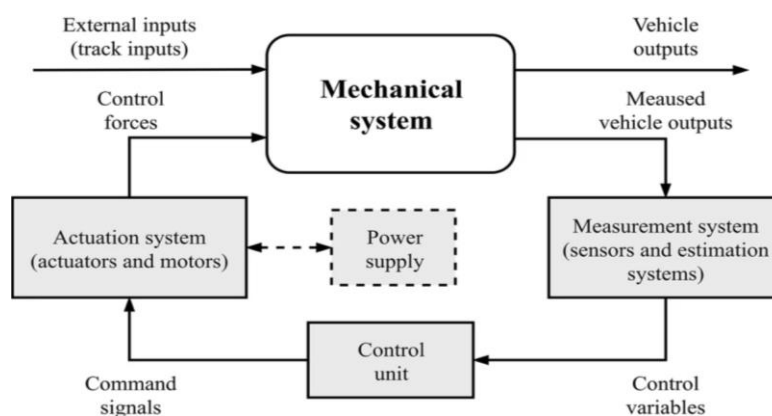 External inputs
(track inputs)
Vehicle
outputs
Mechanical
system
Control
forces
Meaused
vehicle outputs
Actuation system
(actuators and motors)
Power
supply
Measurement system
(sensors and estimation
systems)
Control
unit
Command
signals
Control
variables